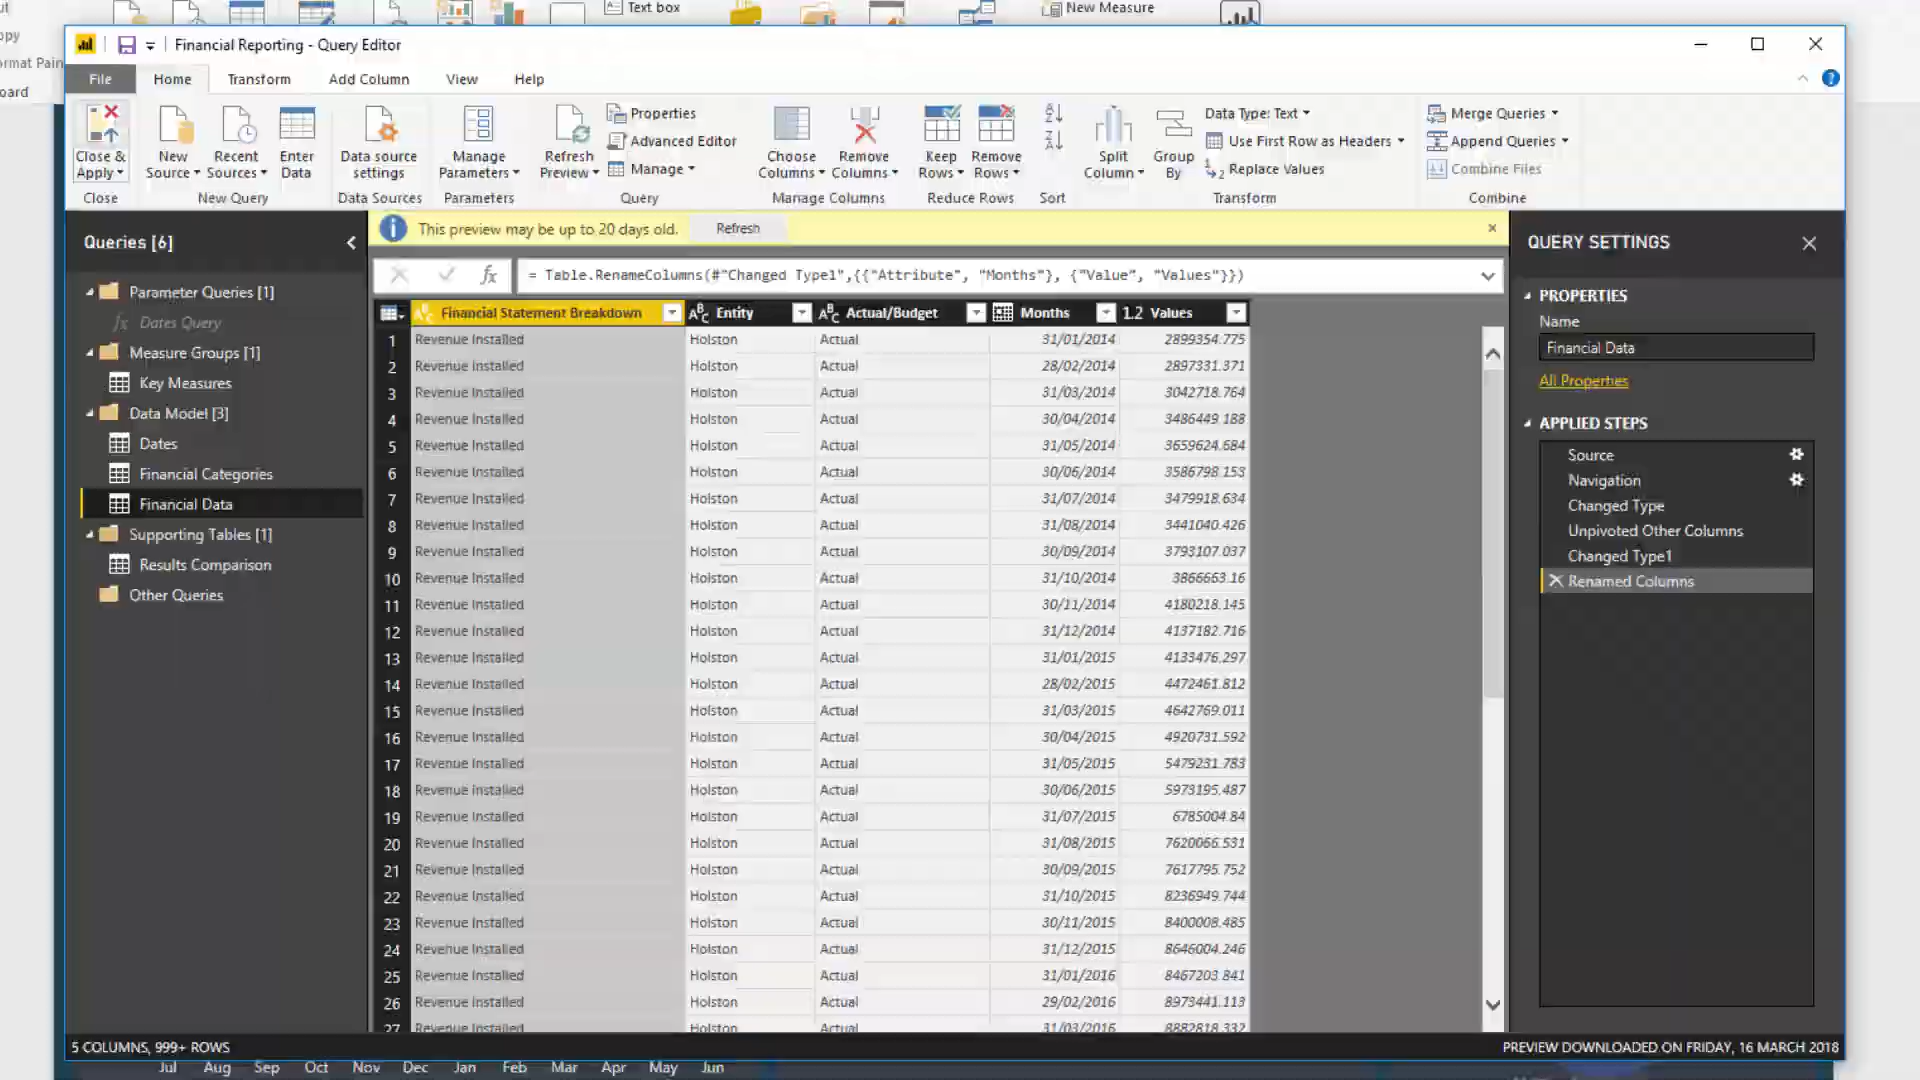 Text box
New Measure
opy
ormat Pain
oard
Financial Reporting - Query Editor
File
Home
Transform
Add Column
View
Help
Close & Apply
New Source
Recent Sources
Enter Data
Data source settings
Manage Parameters
Refresh Preview
Properties
Advanced Editor
Manage
Choose Columns
Remove Columns
Keep Rows
Remove Rows
Split Column
Group By
Data Type: Text
Use First Row as Headers
Replace Values
Merge Queries
Append Queries
Combine Files
Close
New Query
Data Sources
Parameters
Query
Manage Columns
Reduce Rows
Sort
Transform
Combine
Queries [6]
Parameter Queries [1]
fx Dates Query
Measure Groups [1]
Key Measures
Data Model [3]
Dates
Financial Categories
Financial Data
Supporting Tables [1]
Results Comparison
Other Queries
This preview may be up to 20 days old.
Refresh
fx = Table.RenameColumns(#"Changed Type1",{{"Attribute", "Months"}, {"Value", "Values"}})
Financial Statement Breakdown Entity Actual/Budget Months 1.2 Values
1 Revenue Installed Holston Actual 31/01/2014 2899354.775
2 Revenue Installed Holston Actual 28/02/2014 2897331.371
3 Revenue Installed Holston Actual 31/03/2014 3042718.764
4 Revenue Installed Holston Actual 30/04/2014 3486449.188
5 Revenue Installed Holston Actual 31/05/2014 3659624.684
6 Revenue Installed Holston Actual 30/06/2014 3586798.153
7 Revenue Installed Holston Actual 31/07/2014 3479918.634
8 Revenue Installed Holston Actual 31/08/2014 3441040.426
9 Revenue Installed Holston Actual 30/09/2014 3793107.037
10 Revenue Installed Holston Actual 31/10/2014 3866663.16
11 Revenue Installed Holston Actual 30/11/2014 4180218.145
12 Revenue Installed Holston Actual 31/12/2014 4137182.716
13 Revenue Installed Holston Actual 31/01/2015 4133476.297
14 Revenue Installed Holston Actual 28/02/2015 4472461.812
15 Revenue Installed Holston Actual 31/03/2015 4642769.011
16 Revenue Installed Holston Actual 30/04/2015 4920731.592
17 Revenue Installed Holston Actual 31/05/2015 5479231.783
18 Revenue Installed Holston Actual 30/06/2015 5973195.487
19 Revenue Installed Holston Actual 31/07/2015 6785004.84
20 Revenue Installed Holston Actual 31/08/2015 7620066.531
21 Revenue Installed Holston Actual 30/09/2015 7617795.752
22 Revenue Installed Holston Actual 31/10/2015 8236949.744
23 Revenue Installed Holston Actual 30/11/2015 8400008.485
24 Revenue Installed Holston Actual 31/12/2015 8646004.246
25 Revenue Installed Holston Actual 31/01/2016 8467203.841
26 Revenue Installed Holston Actual 29/02/2016 8973441.113
27 Revenue Installed Holston Actual 31/03/2016 8882818.332
QUERY SETTINGS
PROPERTIES
Name
Financial Data
All Properties
APPLIED STEPS
Source
Navigation
Changed Type
Unpivoted Other Columns
Changed Type1
Renamed Columns
5 COLUMNS, 999+ ROWS
PREVIEW DOWNLOADED ON FRIDAY, 16 MARCH 2018
Jul Aug Sep Oct Nov Dec Jan Feb Mar Apr May Jun